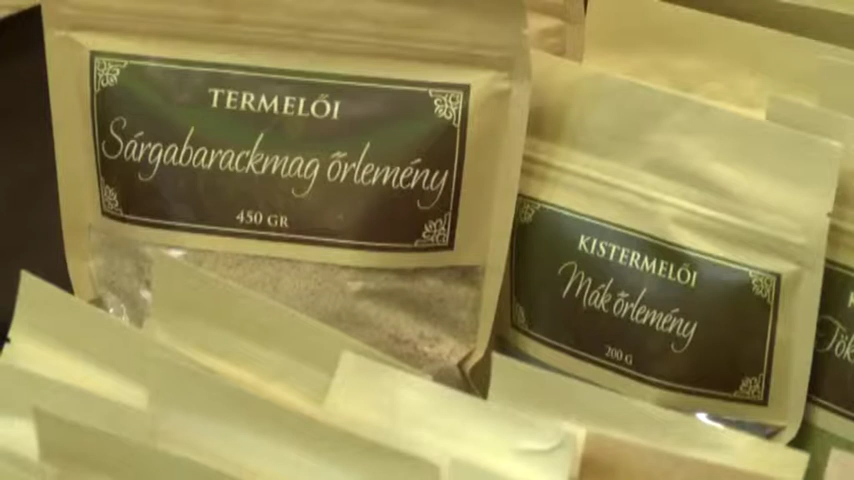 TERMELŐI
Sárgabarackmag őrlemény
450 GR
KISTERMELŐI
Mák őrlemény
200 G